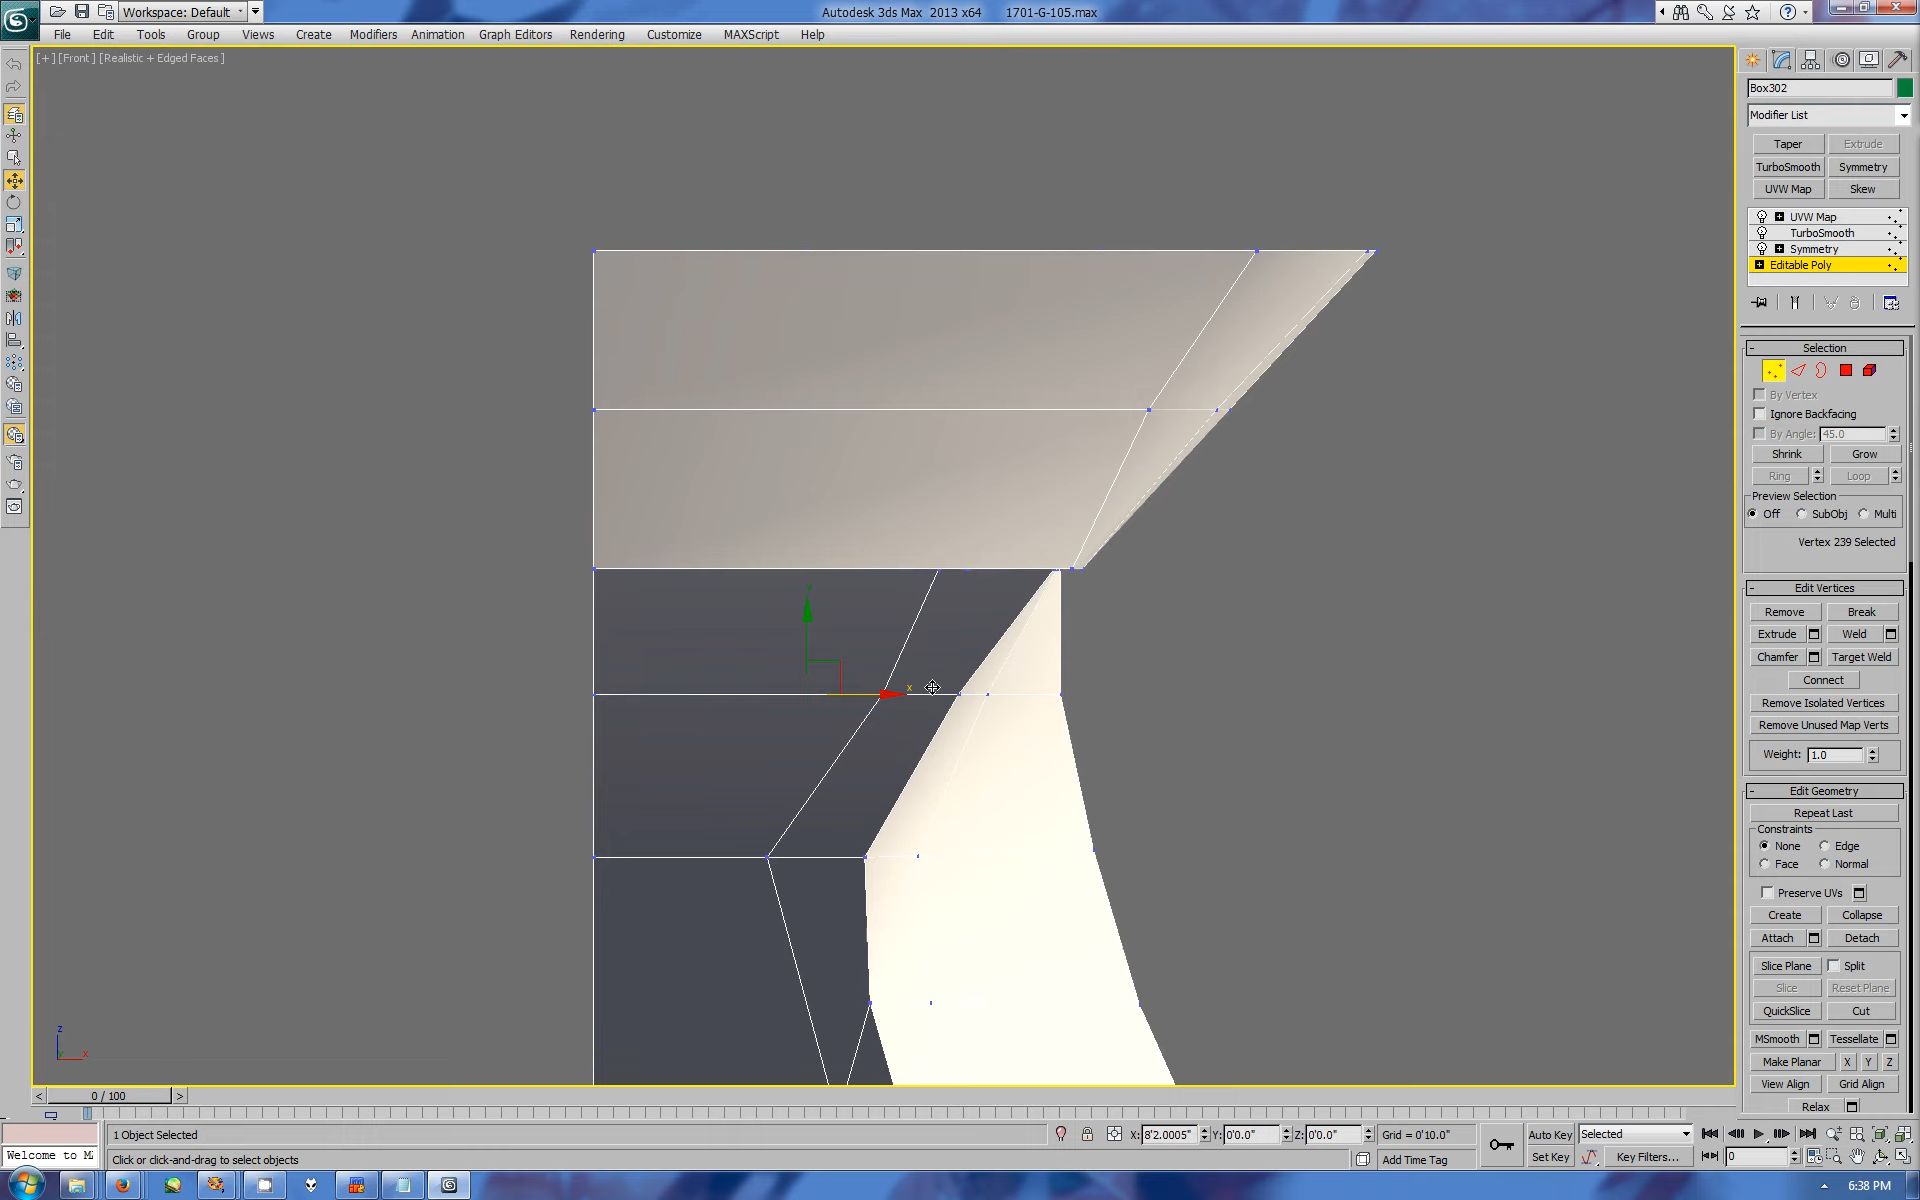 Workspace: Default
Autodesk 3ds Max 2013 x64 1701-G-105.max
File Edit Tools Group Views Create Modifiers Animation Graph Editors Rendering Customize MAXScript Help
[+] [Front ] [Realistic + Edged Faces ]
Box302
Modifier List
Taper Extrude
TurboSmooth Symmetry
UVW Map Skew
UVW Map
TurboSmooth
Symmetry
Editable Poly
- Selection
By Vertex
Ignore Backfacing
By Angle: 45.0
Shrink Grow
Ring Loop
Preview Selection
Off SubObj Multi
Vertex 239 Selected
- Edit Vertices
Remove Break
Extrude Weld
Chamfer Target Weld
Connect
Remove Isolated Vertices
Remove Unused Map Verts
Weight: 1.0
- Edit Geometry
Repeat Last
Constraints
None Edge
Face Normal
Preserve UVs
Create Collapse
Attach Detach
Slice Plane Split
Slice Reset Plane
QuickSlice Cut
MSmooth Tessellate
Make Planar X Y Z
View Align Grid Align
Relax
x
z
x
< 0 / 100 >
1 Object Selected X: 8'2.0005" Y: 0'0.0" Z: 0'0.0" Grid = 0'10.0" Auto Key Selected
Welcome to M Click or click-and-drag to select objects Add Time Tag Set Key Key Filters... 0
6:38 PM